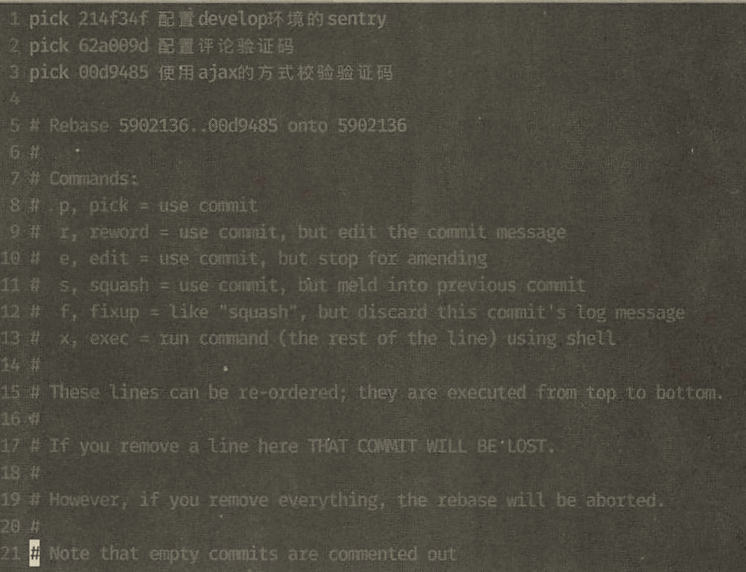 1 pick 214f34f 配置develop环境的sentry
2 pick 62a009d 配置评论验证码
3 pick 00d9485 使用ajax的方式校验验证码
4
5 # Rebase 5902136..00d9485 onto 5902136
6 #
7 # Commands:
8 #  p, pick = use commit
9 #  r, reword = use commit, but edit the commit message
10 #  e, edit = use commit, but stop for amending
11 #  s, squash = use commit, but meld into previous commit
12 #  f, fixup = like "squash", but discard this commit's log message
13 #  x, exec = run command (the rest of the line) using shell
14 #
15 # These lines can be re-ordered; they are executed from top to bottom.
16 #
17 # If you remove a line here THAT COMMIT WILL BE LOST.
18 #
19 # However, if you remove everything, the rebase will be aborted.
20 #
21 # Note that empty commits are commented out